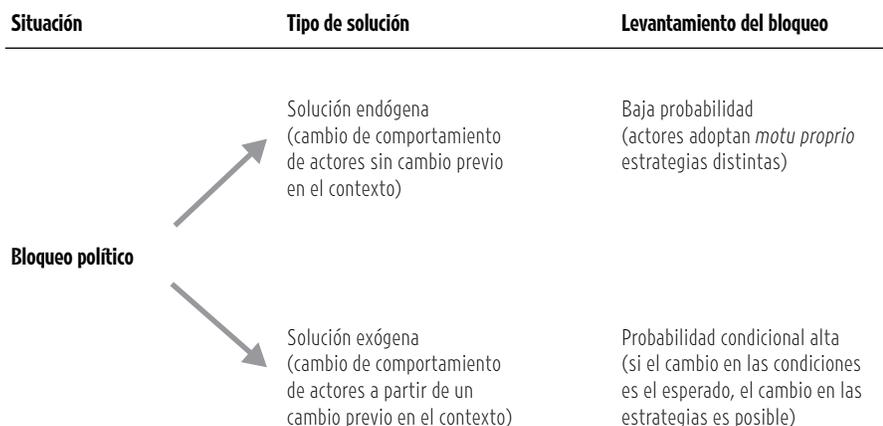 Situación Tipo de solución Levantamiento del bloqueo
Solución endógena
(cambio de comportamiento
de actores sin cambio previo
en el contexto)
Baja probabilidad
(actores adoptan motu proprio
estrategias distintas)
Bloqueo político
Solución exógena
(cambio de comportamiento
de actores a partir de un
cambio previo en el contexto)
Probabilidad condicional alta
(si el cambio en las condiciones
es el esperado, el cambio en las
estrategias es posible)